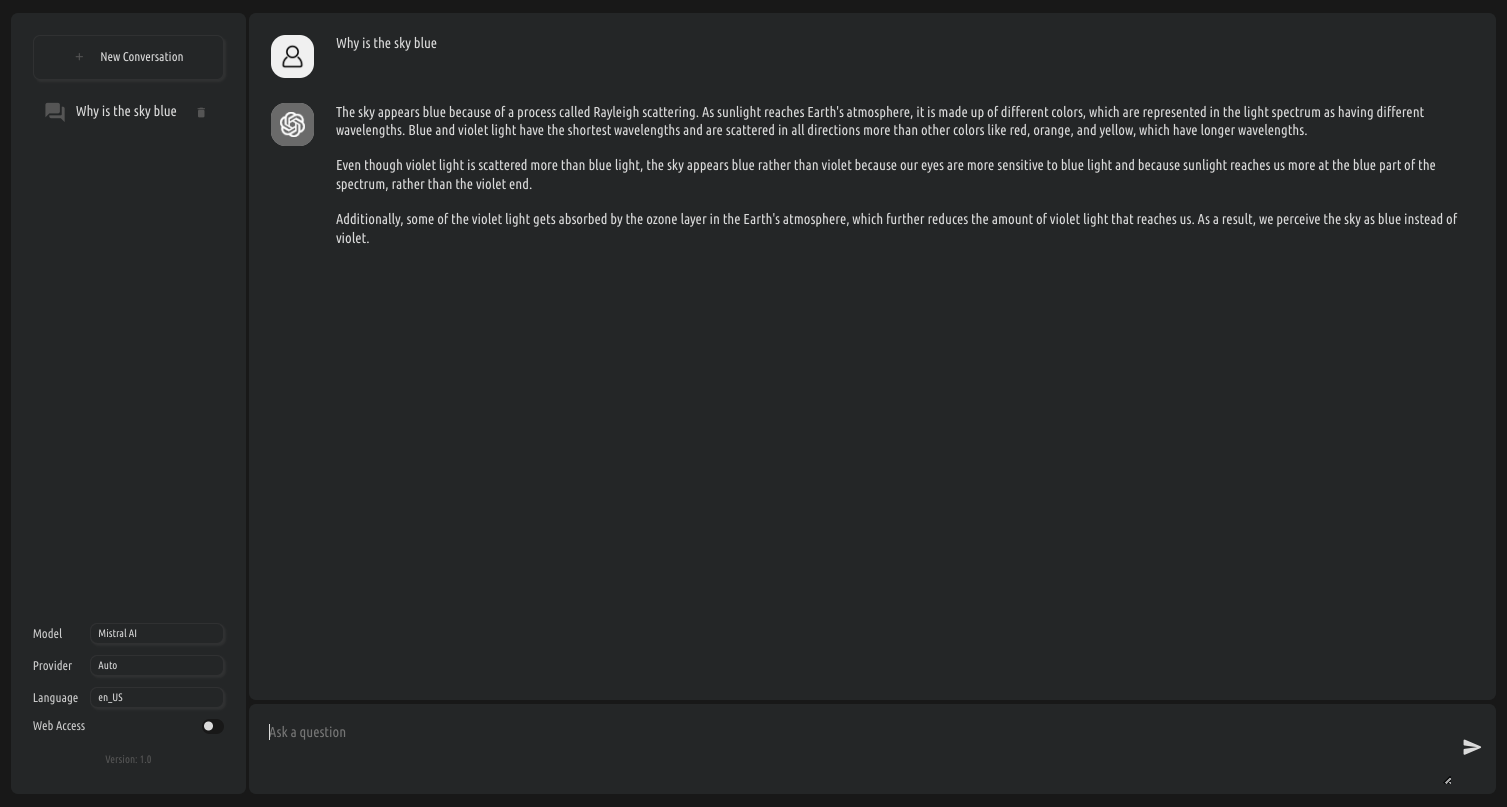 + New Conversation
Why is the sky blue
Model Mistral AI
Provider Auto
Language en_US
Web Access
Version: 1.0
Why is the sky blue
The sky appears blue because of a process called Rayleigh scattering. As sunlight reaches Earth's atmosphere, it is made up of different colors, which are represented in the light spectrum as having different
wavelengths. Blue and violet light have the shortest wavelengths and are scattered in all directions more than other colors like red, orange, and yellow, which have longer wavelengths.
Even though violet light is scattered more than blue light, the sky appears blue rather than violet because our eyes are more sensitive to blue light and because sunlight reaches us more at the blue part of the
spectrum, rather than the violet end.
Additionally, some of the violet light gets absorbed by the ozone layer in the Earth's atmosphere, which further reduces the amount of violet light that reaches us. As a result, we perceive the sky as blue instead of
violet.
Ask a question